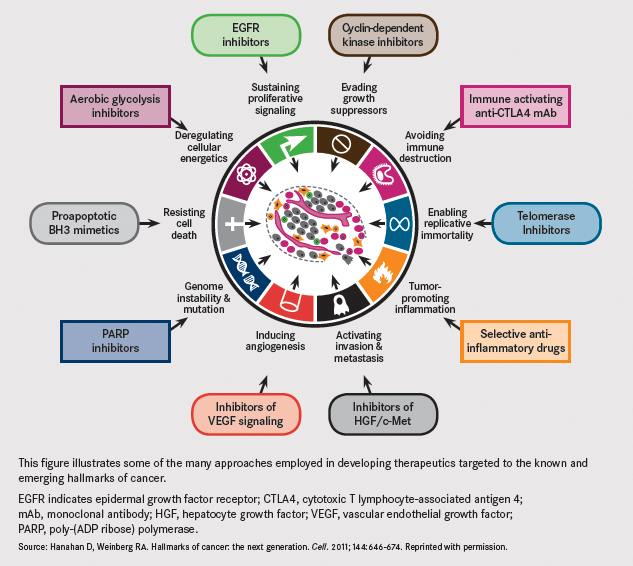 EGFR
inhibitors
Cyclin-dependent
kinase inhibitors
Sustaining
proliferative
signaling
Evading
growth
suppressors
Aerobic glycolysis
inhibitors
Immune activating
anti-CTLA4 mAb
Deregulating
cellular
energetics
Avoiding
immune
destruction
Proapoptotic
BH3 mimetics
Resisting
cell
death
Enabling
replicative
immortality
Telomerase
Inhibitors
Genome
instability &
mutation
Tumor-
promoting
inflammation
PARP
inhibitors
Selective anti-
inflammatory drugs
Inducing
angiogenesis
Activating
invasion &
metastasis
Inhibitors of
VEGF signaling
Inhibitors of
HGF/c-Met
This figure illustrates some of the many approaches employed in developing therapeutics targeted to the known and
emerging hallmarks of cancer.
EGFR indicates epidermal growth factor receptor; CTLA4, cytotoxic T lymphocyte-associated antigen 4;
mAb, monoclonal antibody; HGF, hepatocyte growth factor; VEGF, vascular endothelial growth factor;
PARP, poly-(ADP ribose) polymerase.
Source: Hanahan D, Weinberg RA. Hallmarks of cancer: the next generation. Cell. 2011; 144:646-674. Reprinted with permission.